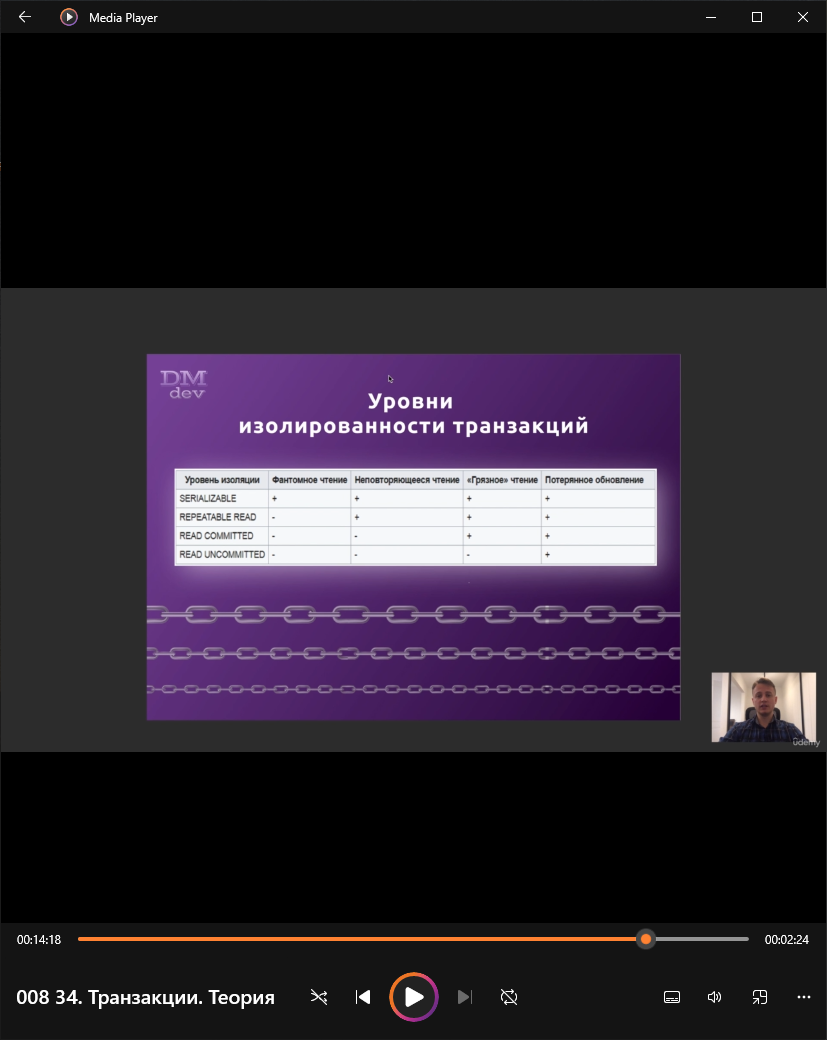 Media Player
DM
dev
Уровни
изолированности транзакций
Уровень изоляции Фантомное чтение Неповторяющееся чтение «Грязное» чтение Потерянное обновление
SERIALIZABLE + + + +
REPEATABLE READ - + + +
READ COMMITTED - - + +
READ UNCOMMITTED - - - +
ûdemy
00:14:18 00:02:24
008 34. Транзакции. Теория